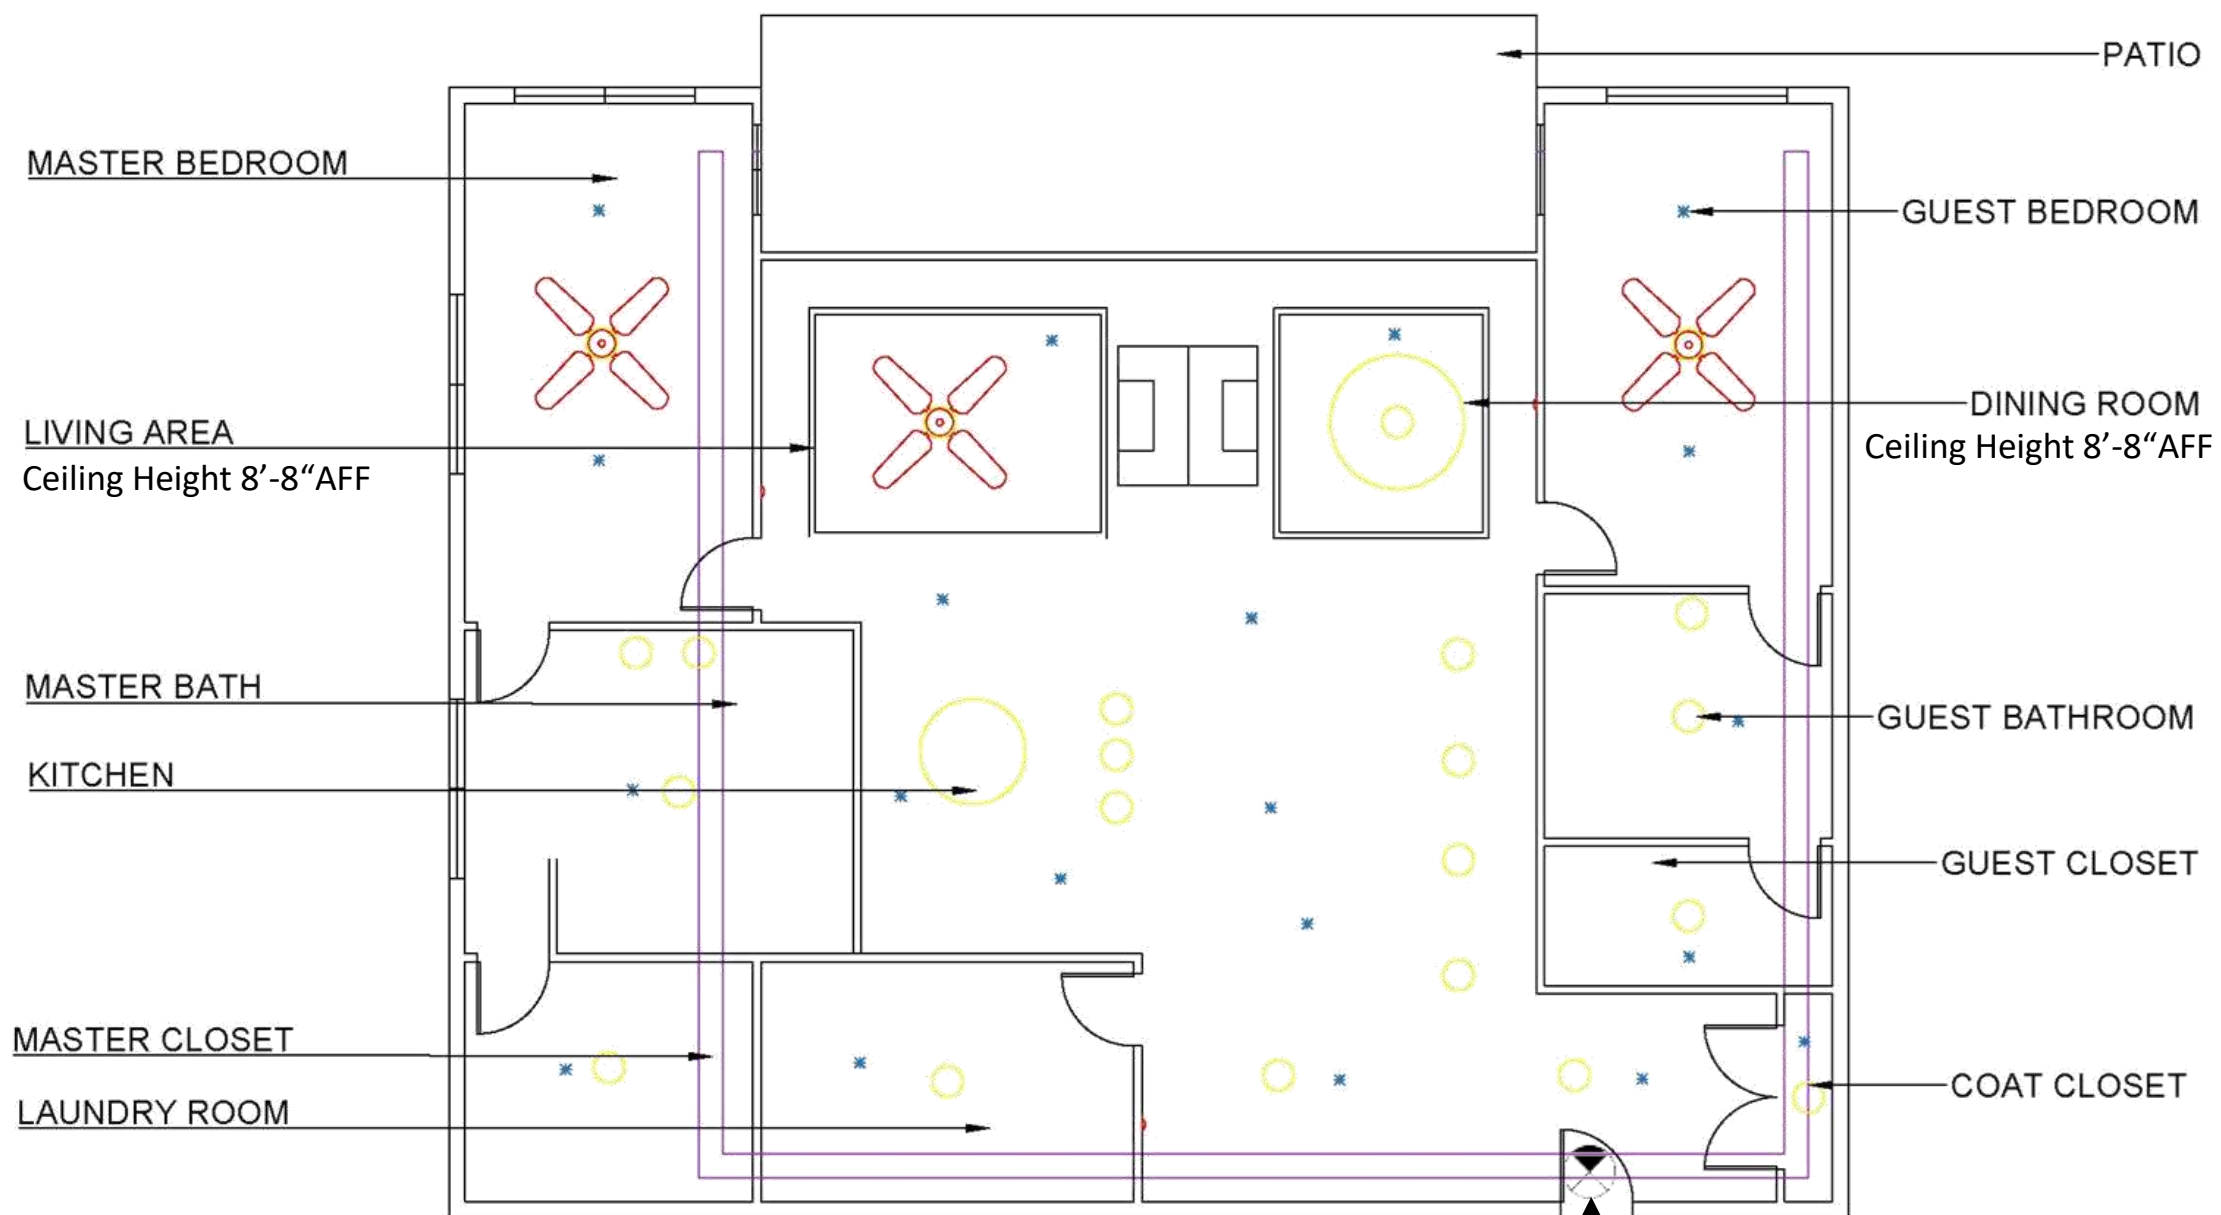 PATIO
MASTER BEDROOM
GUEST BEDROOM
LIVING AREA
Ceiling Height 8’-8“AFF
DINING ROOM
Ceiling Height 8’-8“AFF
MASTER BATH
GUEST BATHROOM
KITCHEN
GUEST CLOSET
MASTER CLOSET
COAT CLOSET
LAUNDRY ROOM